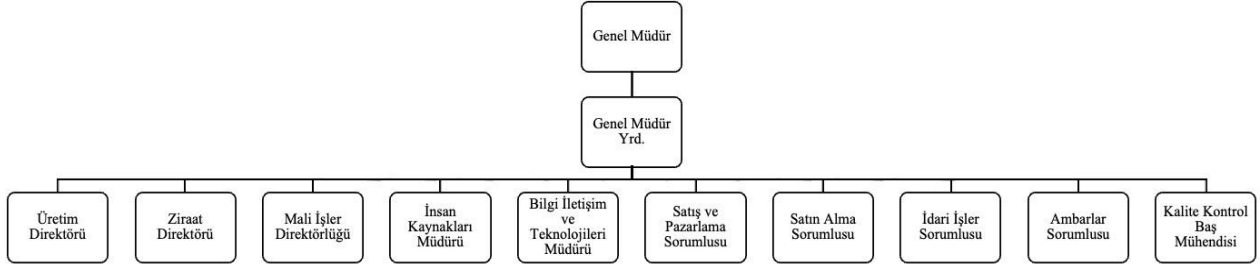 Genel Müdür
Genel Müdür
Yrd.
Üretim
Direktörü
Ziraat
Direktörü
Mali İşler
Direktörlüğü
İnsan
Kaynakları
Müdürü
Bilgi İletişim
ve
Teknolojileri
Müdürü
Satış ve
Pazarlama
Sorumlusu
Satın Alma
Sorumlusu
İdari İşler
Sorumlusu
Ambarlar
Sorumlusu
Kalite Kontrol
Baş
Mühendisi